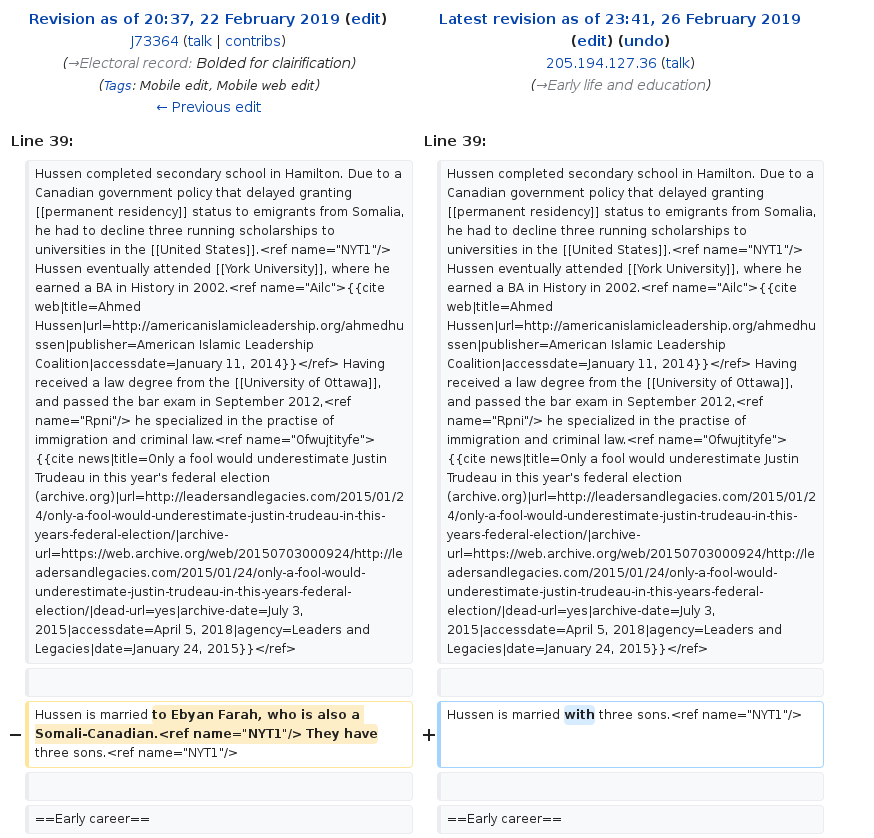 Revision as of 20:37, 22 February 2019 (edit)
J73364 (talk | contribs)
(→Electoral record: Bolded for clairification)
(Tags: Mobile edit, Mobile web edit)
← Previous edit
Latest revision as of 23:41, 26 February 2019
(edit) (undo)
205.194.127.36 (talk)
(→Early life and education)
Line 39:
Line 39:
Hussen completed secondary school in Hamilton. Due to a
Canadian government policy that delayed granting
[[permanent residency]] status to emigrants from Somalia,
he had to decline three running scholarships to
universities in the [[United States]].<ref name="NYT1"/>
Hussen eventually attended [[York University]], where he
earned a BA in History in 2002.<ref name="Ailc">{{cite
web|title=Ahmed
Hussen|url=http://americanislamicleadership.org/ahmedhu
ssen|publisher=American Islamic Leadership
Coalition|accessdate=January 11, 2014}}</ref> Having
received a law degree from the [[University of Ottawa]],
and passed the bar exam in September 2012,<ref
name="Rpni"/> he specialized in the practise of
immigration and criminal law.<ref name="Ofwujtityfe">
{{cite news|title=Only a fool would underestimate Justin
Trudeau in this year's federal election
(archive.org)|url=http://leadersandlegacies.com/2015/01/2
4/only-a-fool-would-underestimate-justin-trudeau-in-this-
years-federal-election/|archive-
url=https://web.archive.org/web/20150703000924/http://le
adersandlegacies.com/2015/01/24/only-a-fool-would-
underestimate-justin-trudeau-in-this-years-federal-
election/|dead-url=yes|archive-date=July 3,
2015|accessdate=April 5, 2018|agency=Leaders and
Legacies|date=January 24, 2015}}</ref>
Hussen completed secondary school in Hamilton. Due to a
Canadian government policy that delayed granting
[[permanent residency]] status to emigrants from Somalia,
he had to decline three running scholarships to
universities in the [[United States]].<ref name="NYT1"/>
Hussen eventually attended [[York University]], where he
earned a BA in History in 2002.<ref name="Ailc">{{cite
web|title=Ahmed
Hussen|url=http://americanislamicleadership.org/ahmedhu
ssen|publisher=American Islamic Leadership
Coalition|accessdate=January 11, 2014}}</ref> Having
received a law degree from the [[University of Ottawa]],
and passed the bar exam in September 2012,<ref
name="Rpni"/> he specialized in the practise of
immigration and criminal law.<ref name="Ofwujtityfe">
{{cite news|title=Only a fool would underestimate Justin
Trudeau in this year's federal election
(archive.org)|url=http://leadersandlegacies.com/2015/01/2
4/only-a-fool-would-underestimate-justin-trudeau-in-this-
years-federal-election/|archive-
url=https://web.archive.org/web/20150703000924/http://le
adersandlegacies.com/2015/01/24/only-a-fool-would-
underestimate-justin-trudeau-in-this-years-federal-
election/|dead-url=yes|archive-date=July 3,
2015|accessdate=April 5, 2018|agency=Leaders and
Legacies|date=January 24, 2015}}</ref>
− Hussen is married to Ebyan Farah, who is also a
Somali-Canadian.<ref name="NYT1"/> They have
three sons.<ref name="NYT1"/>
+ Hussen is married with three sons.<ref name="NYT1"/>
==Early career==
==Early career==